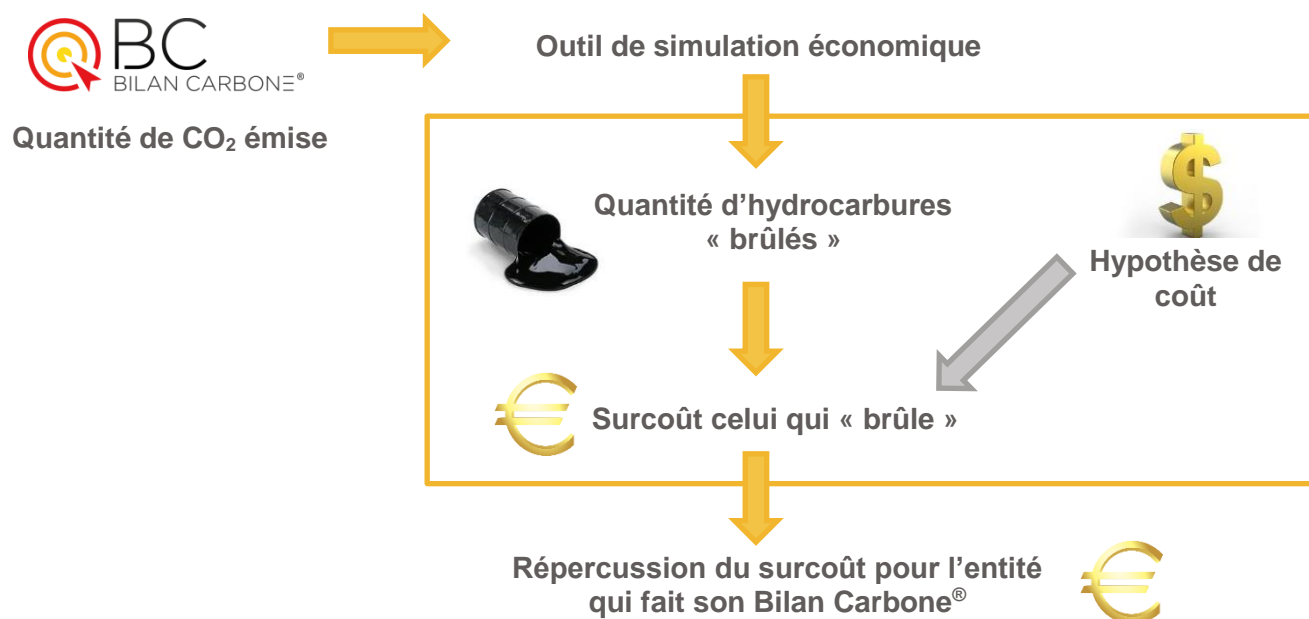 BC
BILAN CARBONE®
Quantité de CO₂ émise
Outil de simulation économique
Quantité d’hydrocarbures
« brûlés »
Hypothèse de
coût
Surcoût celui qui « brûle »
Répercussion du surcoût pour l’entité
qui fait son Bilan Carbone®